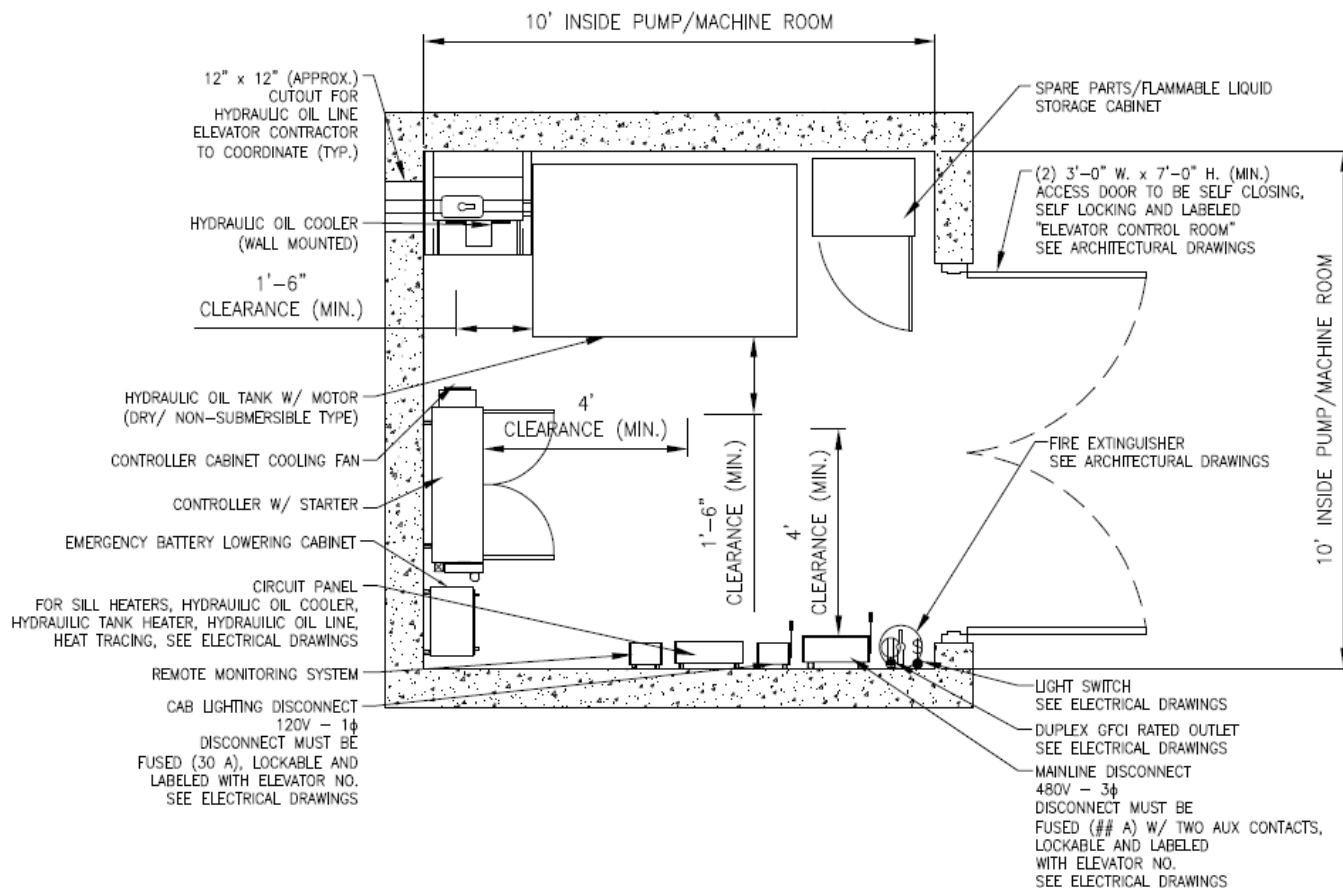 10' INSIDE PUMP/MACHINE ROOM
12" x 12" (APPROX.)
CUTOUT FOR
HYDRAULIC OIL LINE
ELEVATOR CONTRACTOR
TO COORDINATE (TYP.)
SPARE PARTS/FLAMMABLE LIQUID
STORAGE CABINET
(2) 3'-0" W. x 7'-0" H. (MIN.)
ACCESS DOOR TO BE SELF CLOSING,
SELF LOCKING AND LABELED
"ELEVATOR CONTROL ROOM"
SEE ARCHITECTURAL DRAWINGS
HYDRAULIC OIL COOLER
(WALL MOUNTED)
1'-6"
CLEARANCE (MIN.)
10' INSIDE PUMP/MACHINE ROOM
HYDRAULIC OIL TANK W/ MOTOR
(DRY/ NON-SUBMERSIBLE TYPE)
4'
CLEARANCE (MIN.)
CONTROLLER CABINET COOLING FAN
1'-6"
CLEARANCE (MIN.)
4'
CLEARANCE (MIN.)
FIRE EXTINGUISHER
SEE ARCHITECTURAL DRAWINGS
CONTROLLER W/ STARTER
EMERGENCY BATTERY LOWERING CABINET
CIRCUIT PANEL
FOR SILL HEATERS, HYDRAULIC OIL COOLER,
HYDRAULIC TANK HEATER, HYDRAULIC OIL LINE,
HEAT TRACING, SEE ELECTRICAL DRAWINGS
REMOTE MONITORING SYSTEM
CAB LIGHTING DISCONNECT
120V - 1ϕ
DISCONNECT MUST BE
FUSED (30 A), LOCKABLE AND
LABELED WITH ELEVATOR NO.
SEE ELECTRICAL DRAWINGS
LIGHT SWITCH
SEE ELECTRICAL DRAWINGS
DUPLEX GFCI RATED OUTLET
SEE ELECTRICAL DRAWINGS
MAINLINE DISCONNECT
480V - 3ϕ
DISCONNECT MUST BE
FUSED (## A) W/ TWO AUX CONTACTS,
LOCKABLE AND LABELED
WITH ELEVATOR NO.
SEE ELECTRICAL DRAWINGS